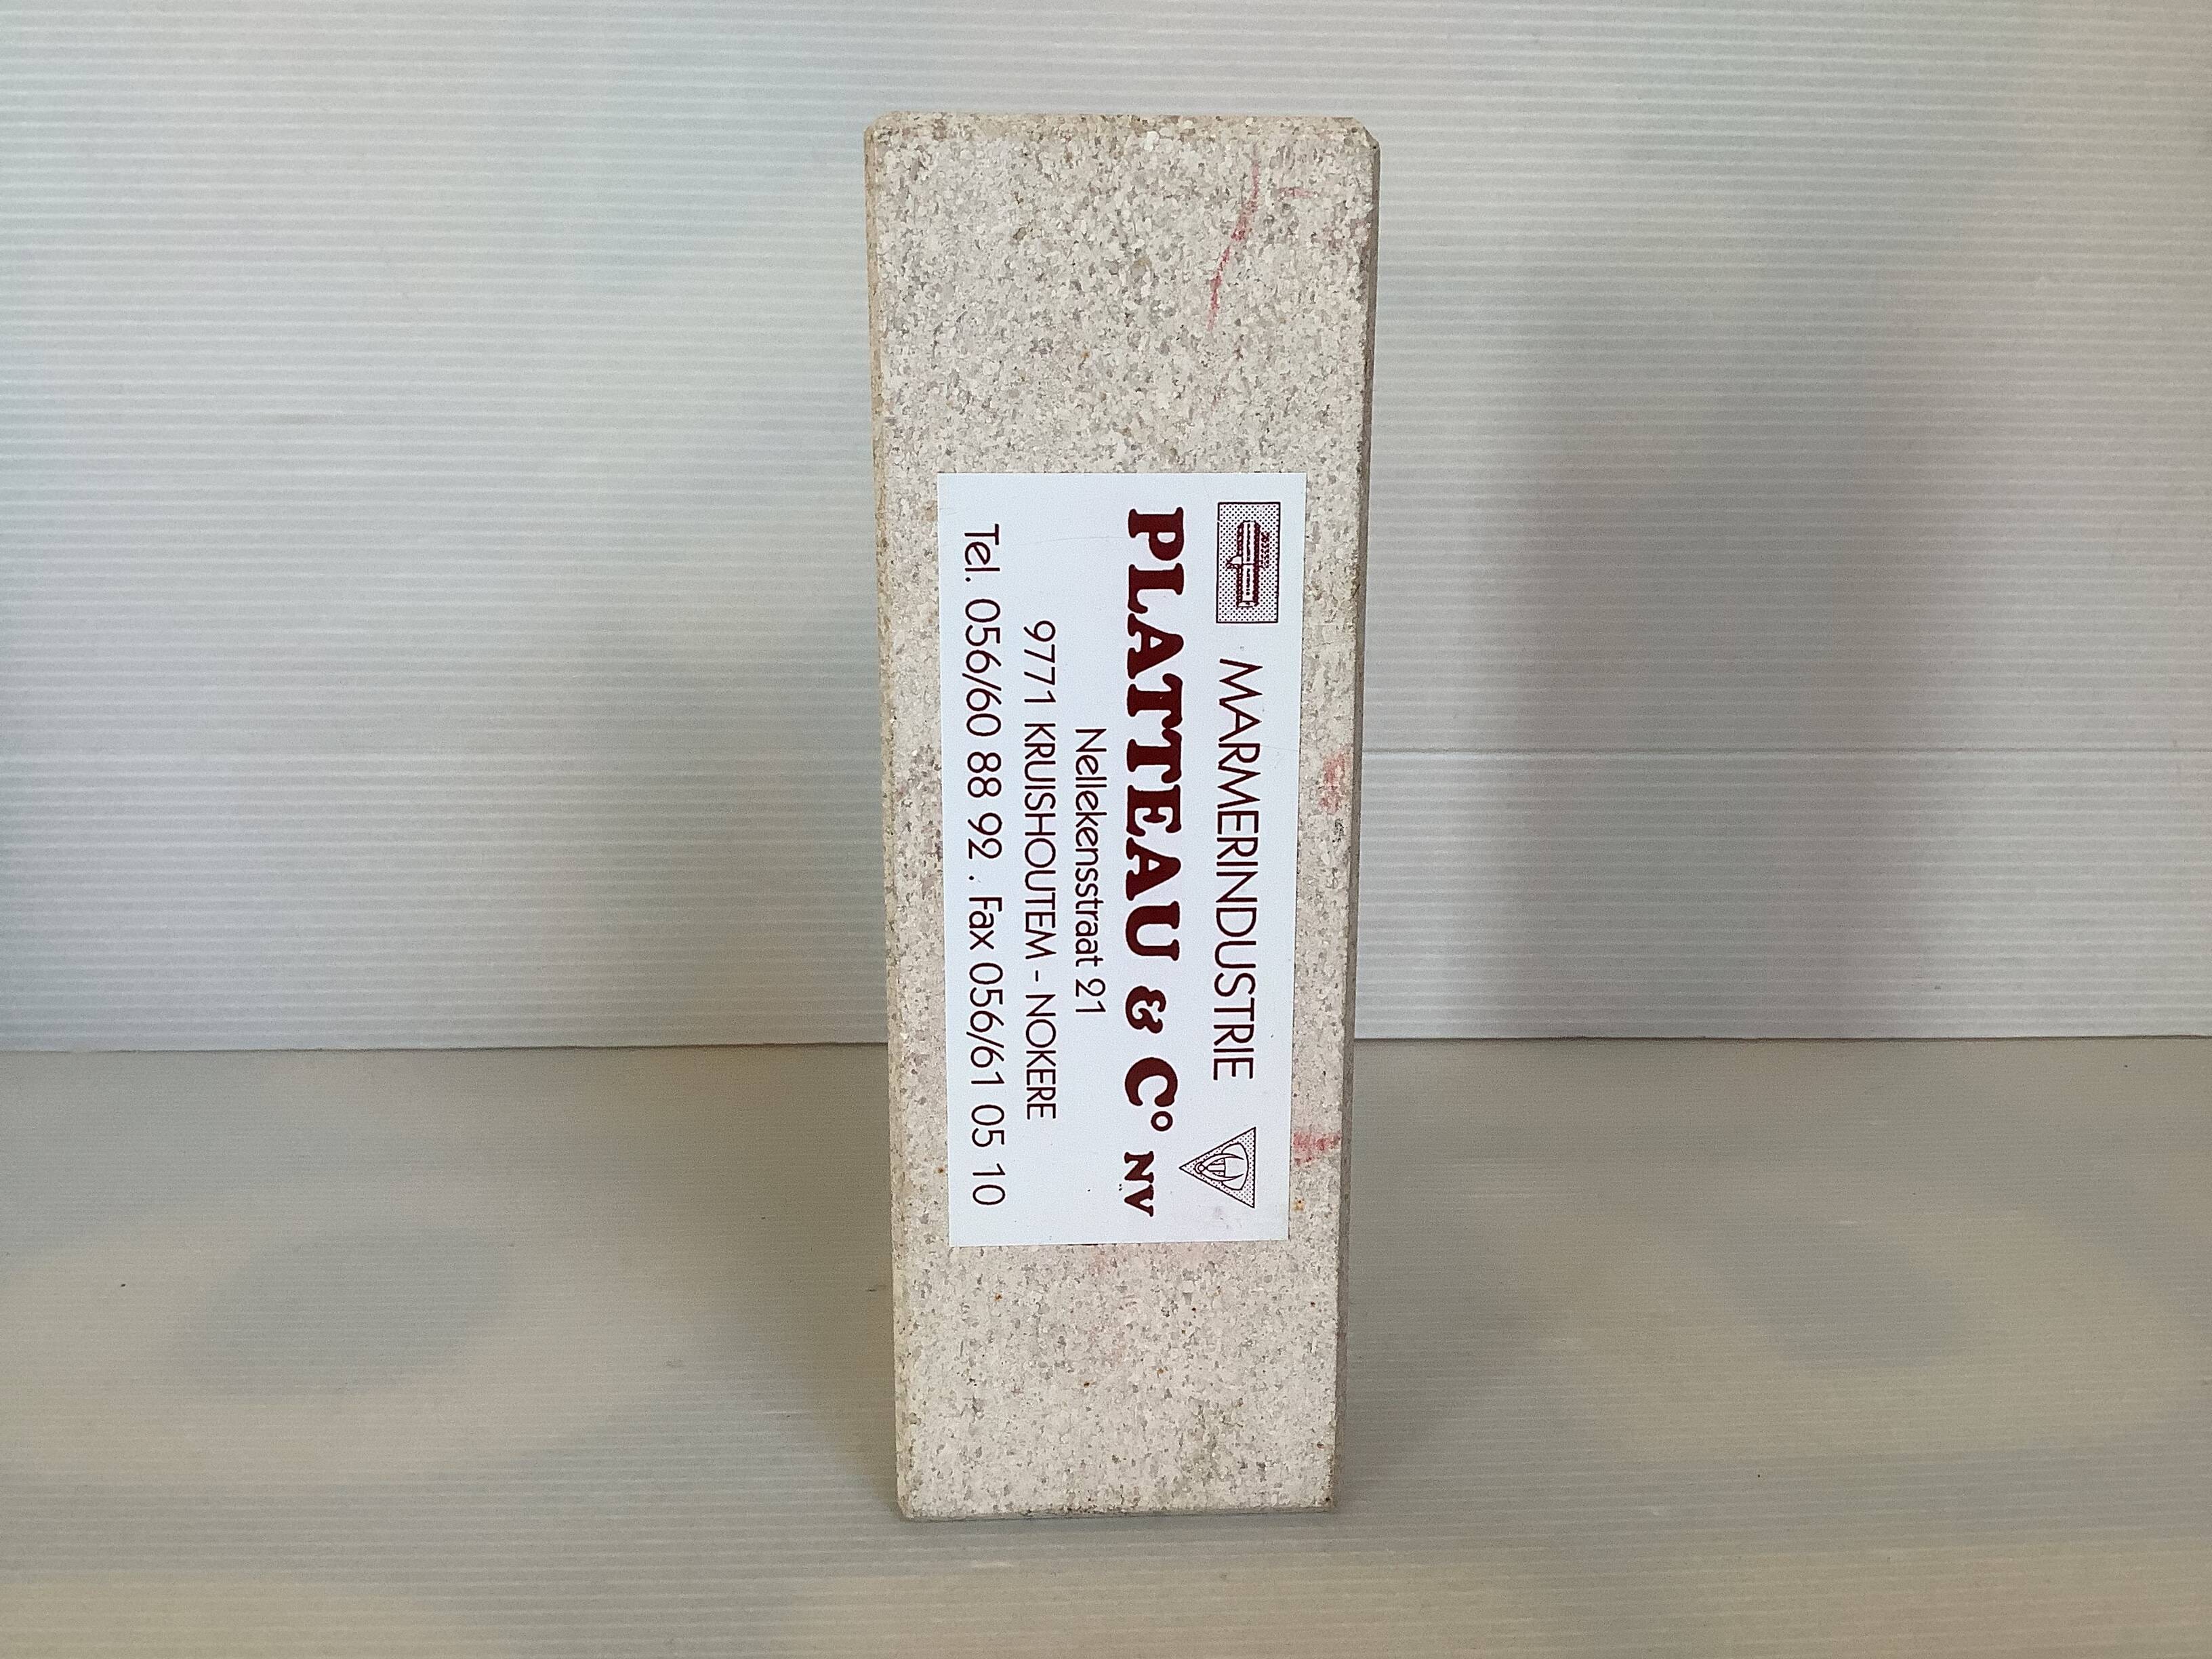 MARMERINDUSTRIE
PLATTEAU & C° NV
Nellekensstraat 21
9771 KRUISHOUTEM - NOKERE
Tel. 056/60 88 92 . Fax 056/61 05 10